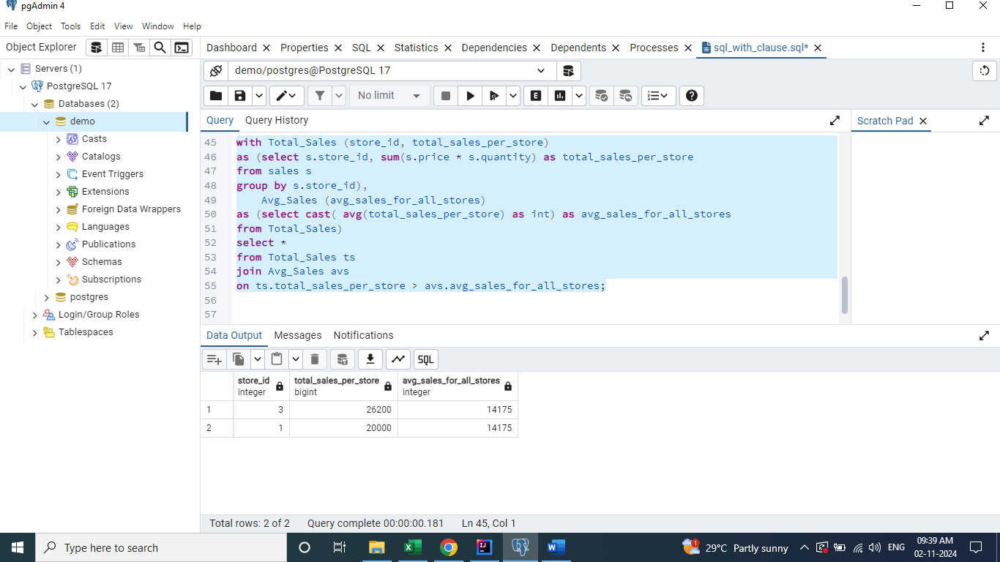 pgAdmin 4
File Object Tools Edit View Window Help
Object Explorer
Dashboard Properties SQL Statistics Dependencies Dependents Processes sql_with_clause.sql*
Servers (1)
PostgreSQL 17
Databases (2)
demo
Casts
Catalogs
Event Triggers
Extensions
Foreign Data Wrappers
Languages
Publications
Schemas
Subscriptions
postgres
Login/Group Roles
Tablespaces
demo/postgres@PostgreSQL 17
No limit
E
Query Query History
Scratch Pad
45 with Total_Sales (store_id, total_sales_per_store)
46 as (select s.store_id, sum(s.price * s.quantity) as total_sales_per_store
47 from sales s
48 group by s.store_id),
49 Avg_Sales (avg_sales_for_all_stores)
50 as (select cast( avg(total_sales_per_store) as int) as avg_sales_for_all_stores
51 from Total_Sales)
52 select *
53 from Total_Sales ts
54 join Avg_Sales avs
55 on ts.total_sales_per_store > avs.avg_sales_for_all_stores;
56
57
Data Output Messages Notifications
SQL
store_id total_sales_per_store avg_sales_for_all_stores
integer bigint integer
1 3 26200 14175
2 1 20000 14175
Total rows: 2 of 2 Query complete 00:00:00.181 Ln 45, Col 1
Type here to search
1
29°C Partly sunny
ENG
09:39 AM
02-11-2024